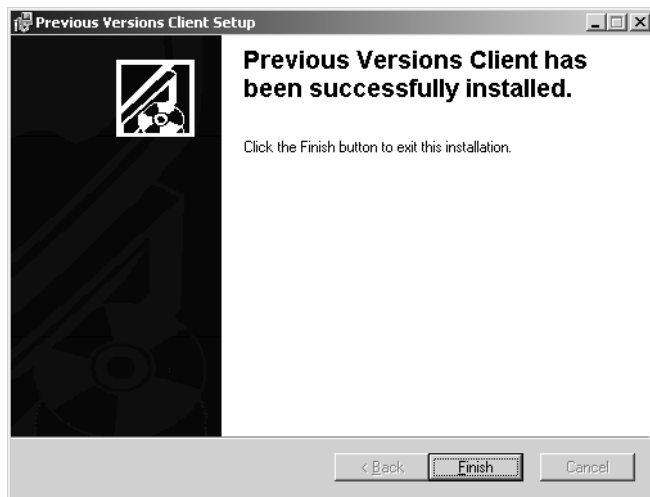 Previous Versions Client Setup
Previous Versions Client has
been successfully installed.
Click the Finish button to exit this installation.
< Back
Finish
Cancel